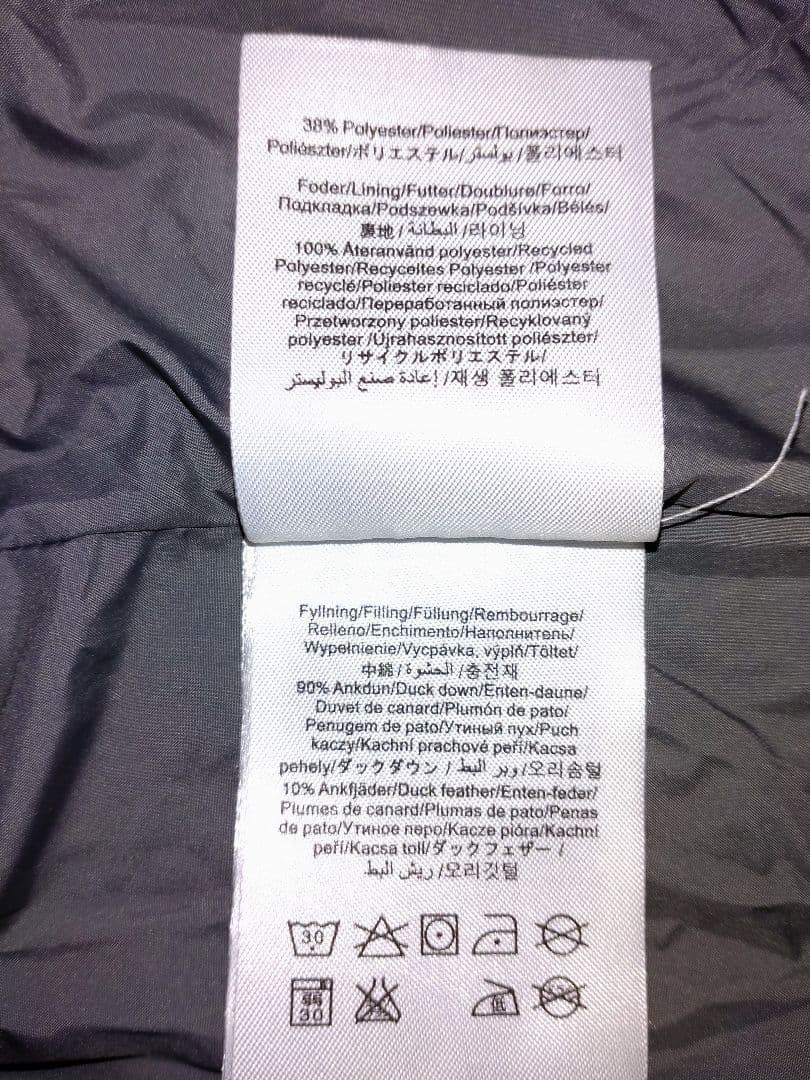 38% Polyester/Poliester/Полиэстер/
Poliészter/ポリエステル/بوليستر/폴리에스터
Foder/Lining/Futter/Doublure/Forro/
Подкладка/Podszewka/Podšívka/Bélés/
裏地/البطانة/라이닝
100% Återanvänd polyester/Recycled
Polyester/Recyceltes Polyester /Polyester
recyclé/Poliester reciclado/Poliéster
reciclado/Переработанный полиэстер/
Przetworzony poliester/Recyklovaný
polyester /Újrahasznosított poliészter/
リサイクルポリエステル/
إعادة صنع البوليستر/재생 폴리에스터
Fyllning/Filling/Füllung/Rembourrage/
Relleno/Enchimento/Наполнитель/
Wypełnienie/Vycpávka, výplň/Töltet/
中綿/الحشوة/충전재
90% Ankdun/Duck down/Enten-daune/
Duvet de canard/Plumón de pato/
Penugem de pato/Утиный пух/Puch
kaczy/Kachní prachové peří/Kacsa
pehely/ダックダウン/وبر البط/오리솜털
10% Ankfjäder/Duck feather/Enten-feder/
Plumes de canard/Plumas de pato/Penas
de pato/Утиное перо/Kacze pióra/Kachní
peří/Kacsa toll/ダックフェザー/
ريش البط/오리깃털
30
30
低